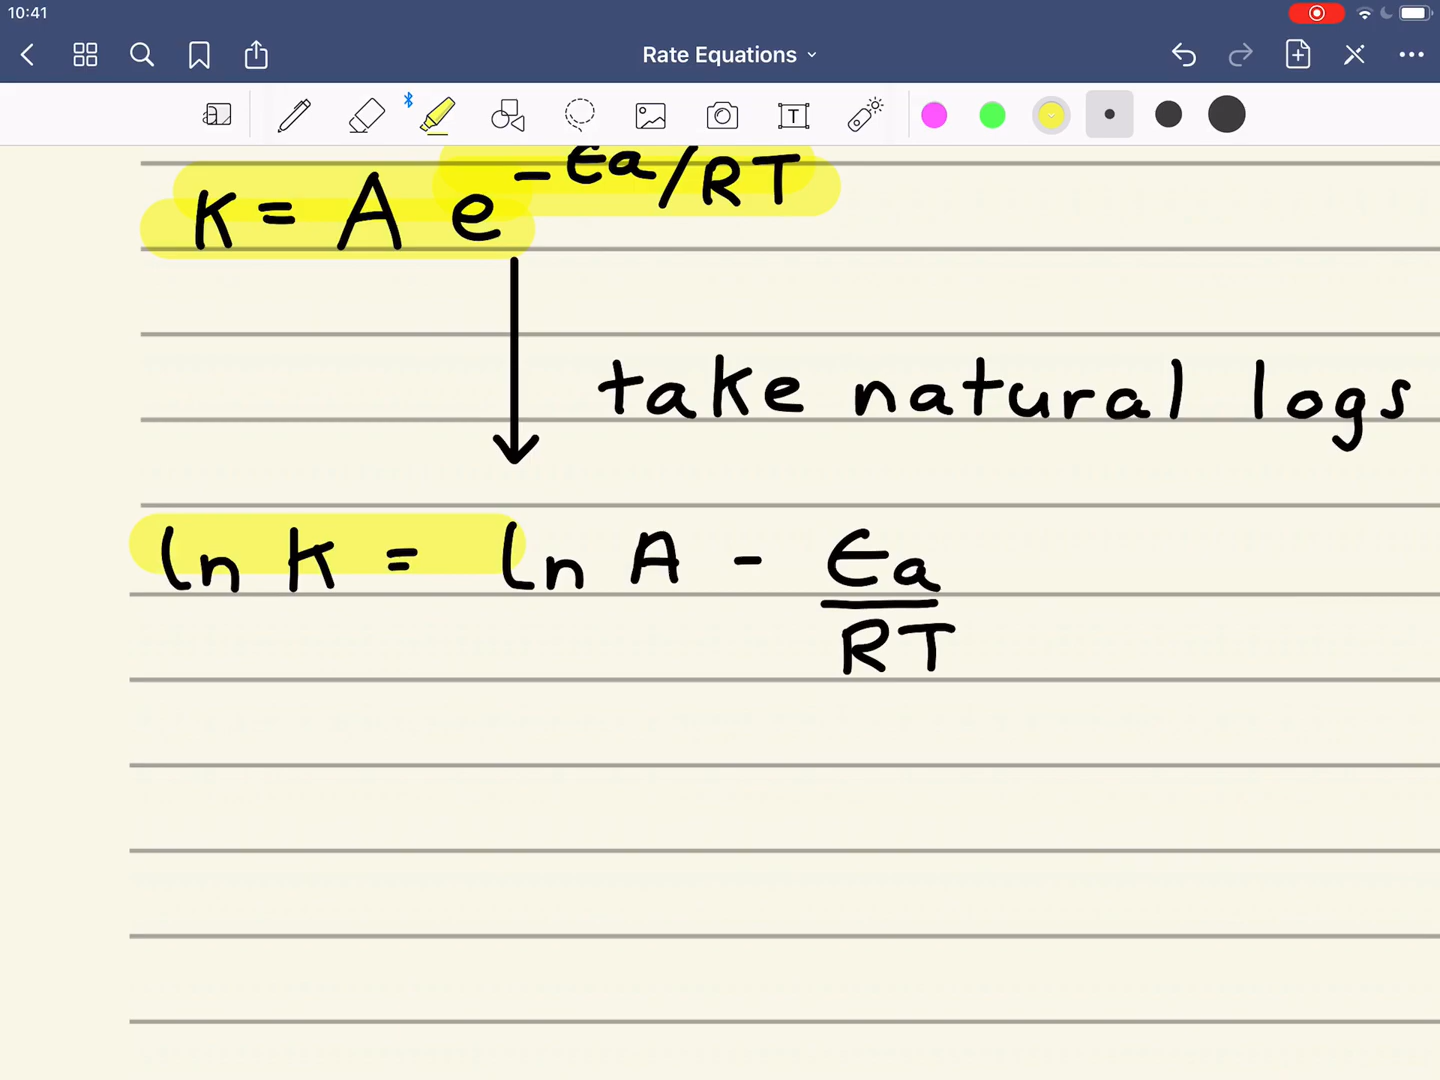 10:41
Rate Equations
T
k = A e^-Ea/RT
take natural logs
ln k = ln A - Ea
RT